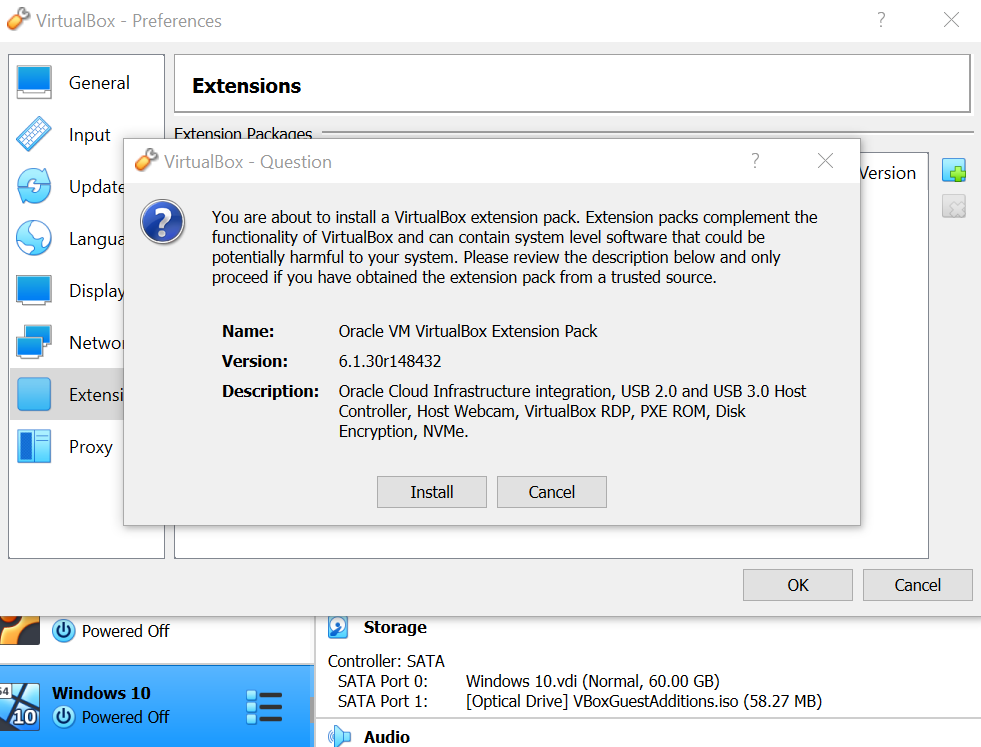 VirtualBox - Preferences
?
General
Input
Update
Langua
Display
Networ
Extensi
Proxy
Extensions
Extension Packages
Version
VirtualBox - Question
?
You are about to install a VirtualBox extension pack. Extension packs complement the
functionality of VirtualBox and can contain system level software that could be
potentially harmful to your system. Please review the description below and only
proceed if you have obtained the extension pack from a trusted source.
Name: Oracle VM VirtualBox Extension Pack
Version: 6.1.30r148432
Description: Oracle Cloud Infrastructure integration, USB 2.0 and USB 3.0 Host
Controller, Host Webcam, VirtualBox RDP, PXE ROM, Disk
Encryption, NVMe.
Install Cancel
OK Cancel
Powered Off
64
10
Windows 10
Powered Off
Storage
Controller: SATA
SATA Port 0: Windows 10.vdi (Normal, 60.00 GB)
SATA Port 1: [Optical Drive] VBoxGuestAdditions.iso (58.27 MB)
Audio